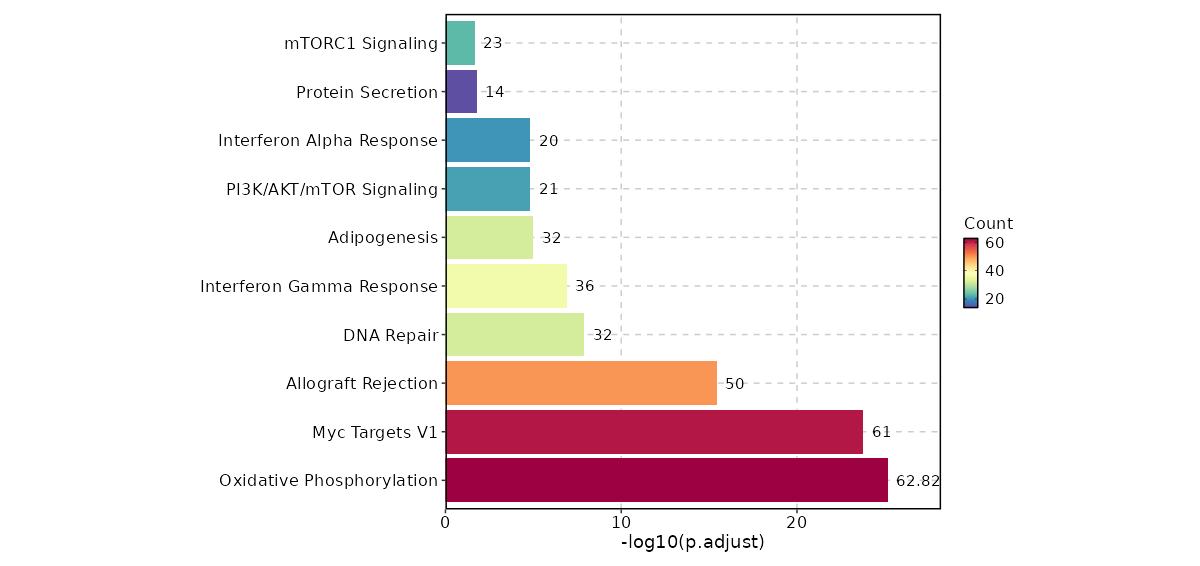 mTORC1 Signaling 23
Protein Secretion 14
Interferon Alpha Response 20
PI3K/AKT/mTOR Signaling 21
Adipogenesis 32
Interferon Gamma Response 36
DNA Repair 32
Allograft Rejection 50
Myc Targets V1 61
Oxidative Phosphorylation 62.82
0 10 20
-log10(p.adjust)
Count
60
40
20